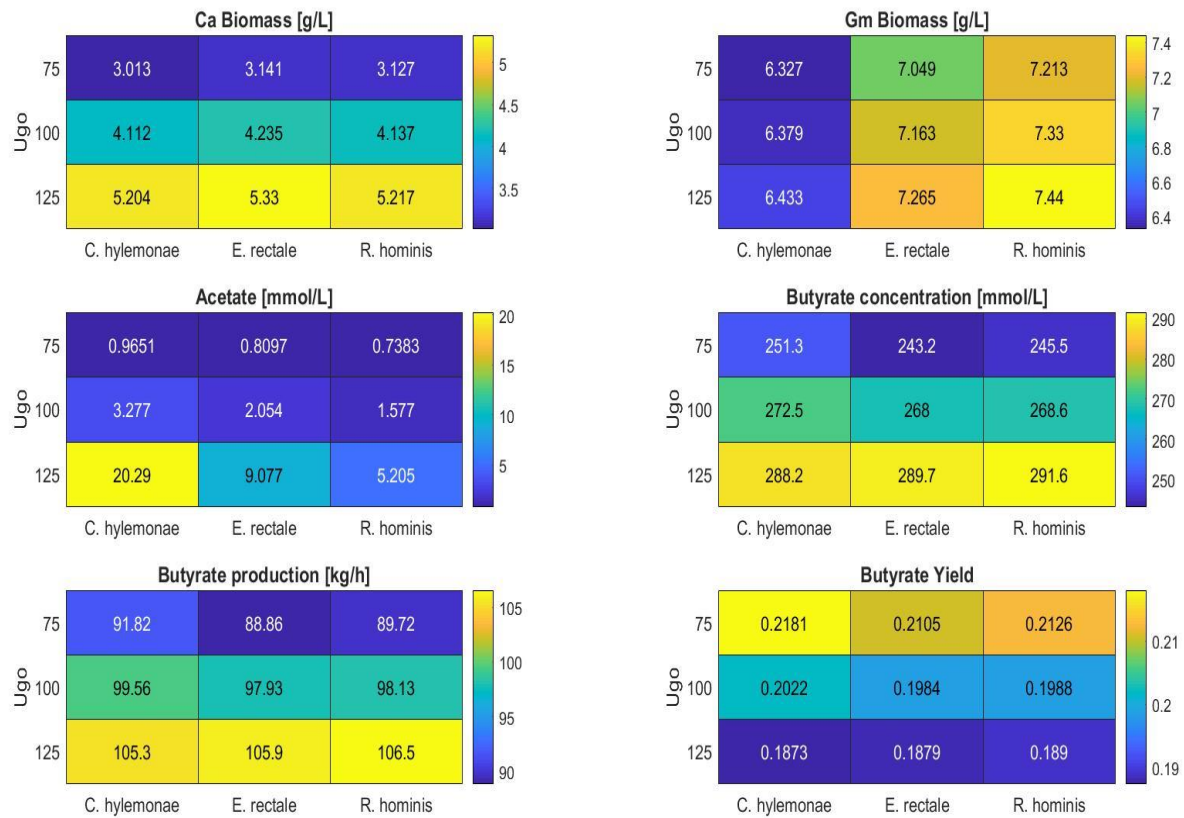 Ca Biomass [g/L]
75 3.013 3.141 3.127
100 4.112 4.235 4.137
125 5.204 5.33 5.217
Ugo
C. hylemonae E. rectale R. hominis
5
4.5
4
3.5
Gm Biomass [g/L]
75 6.327 7.049 7.213
100 6.379 7.163 7.33
125 6.433 7.265 7.44
Ugo
C. hylemonae E. rectale R. hominis
7.4
7.2
7
6.8
6.6
6.4
Acetate [mmol/L]
75 0.9651 0.8097 0.7383
100 3.277 2.054 1.577
125 20.29 9.077 5.205
Ugo
C. hylemonae E. rectale R. hominis
20
15
10
5
Butyrate concentration [mmol/L]
75 251.3 243.2 245.5
100 272.5 268 268.6
125 288.2 289.7 291.6
Ugo
C. hylemonae E. rectale R. hominis
290
280
270
260
250
Butyrate production [kg/h]
75 91.82 88.86 89.72
100 99.56 97.93 98.13
125 105.3 105.9 106.5
Ugo
C. hylemonae E. rectale R. hominis
105
100
95
90
Butyrate Yield
75 0.2181 0.2105 0.2126
100 0.2022 0.1984 0.1988
125 0.1873 0.1879 0.189
Ugo
C. hylemonae E. rectale R. hominis
0.21
0.2
0.19